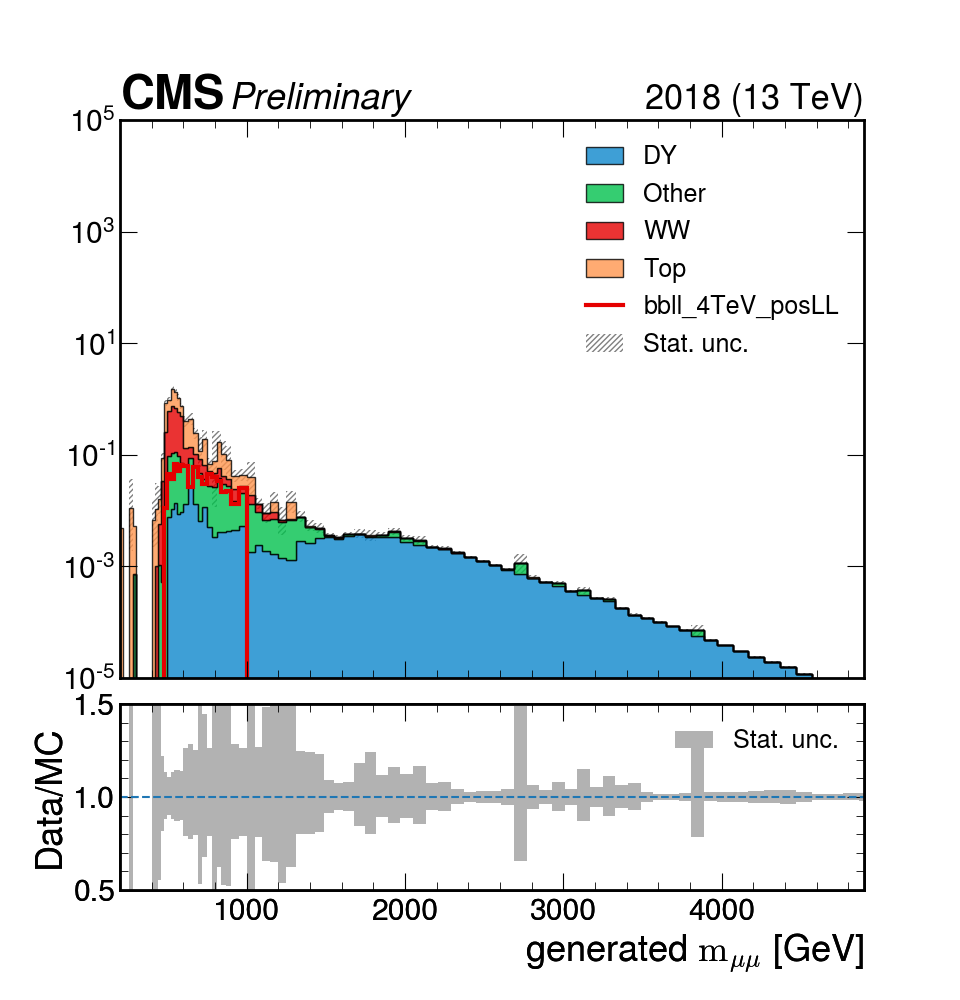 CMS Preliminary 2018 (13 TeV)
10^5
DY
Other
10^3
WW
Top
bbll_4TeV_posLL
10^1
Stat. unc.
10^-1
10^-3
10^-5
1.5
Stat. unc.
Data/MC
1.0
0.5
1000 2000 3000 4000
generated m_μμ [GeV]